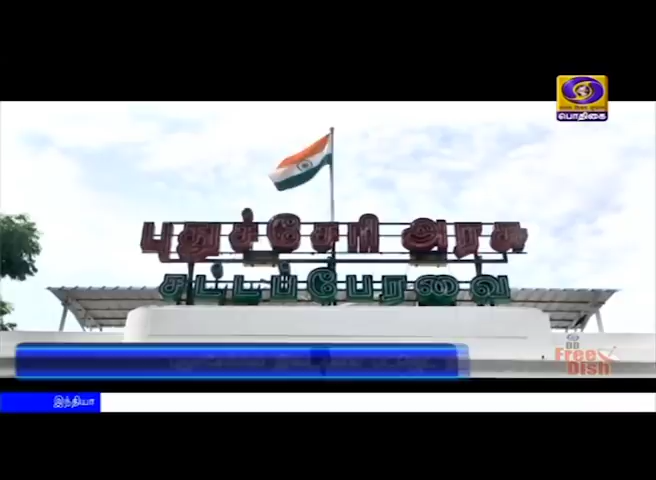 பொதிகை
புதுச்சேரி அரசு
சட்டப்பேரவை
DD
Free
Dish
இந்தியா